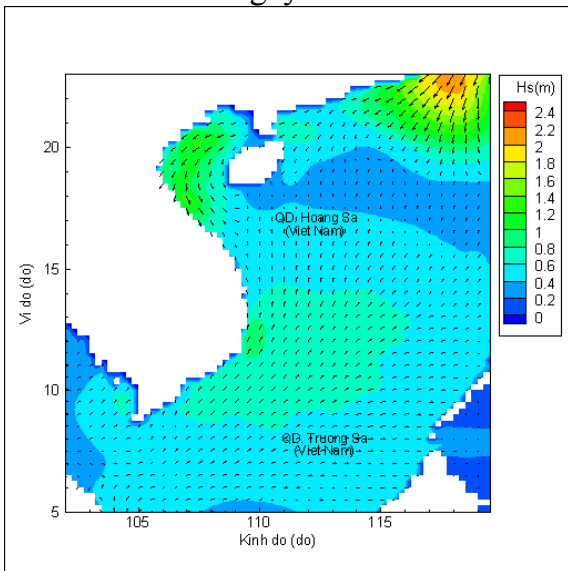 Hs(m)
2.4
2.2
2
1.8
1.6
1.4
1.2
1
0.8
0.6
0.4
0.2
0
20
15
10
5
Vi do (do)
QD. Hoang Sa
(Viet Nam)
QD. Truong Sa
(Viet Nam)
105
110
115
Kinh do (do)